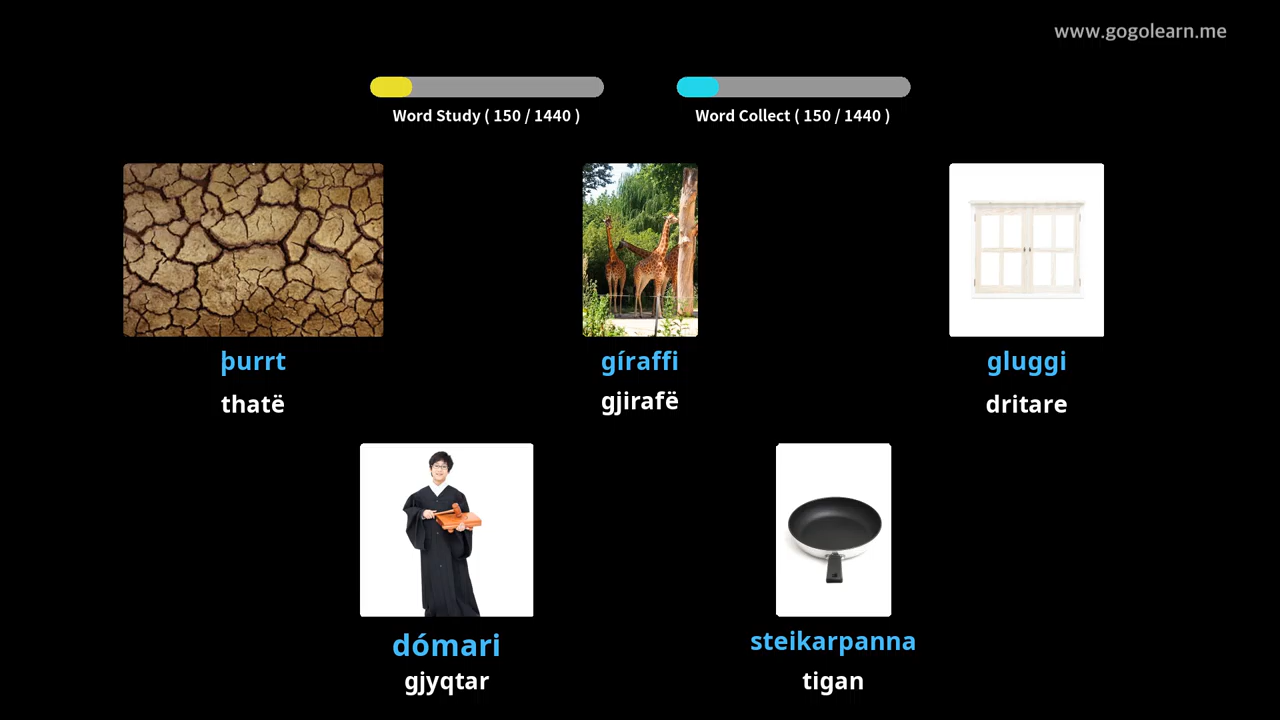 www.gogolearn.me
Word Study ( 150 / 1440 )
Word Collect ( 150 / 1440 )
þurrt
thatë
gíraffi
gjirafë
gluggi
dritare
dómari
gjyqtar
steikarpanna
tigan